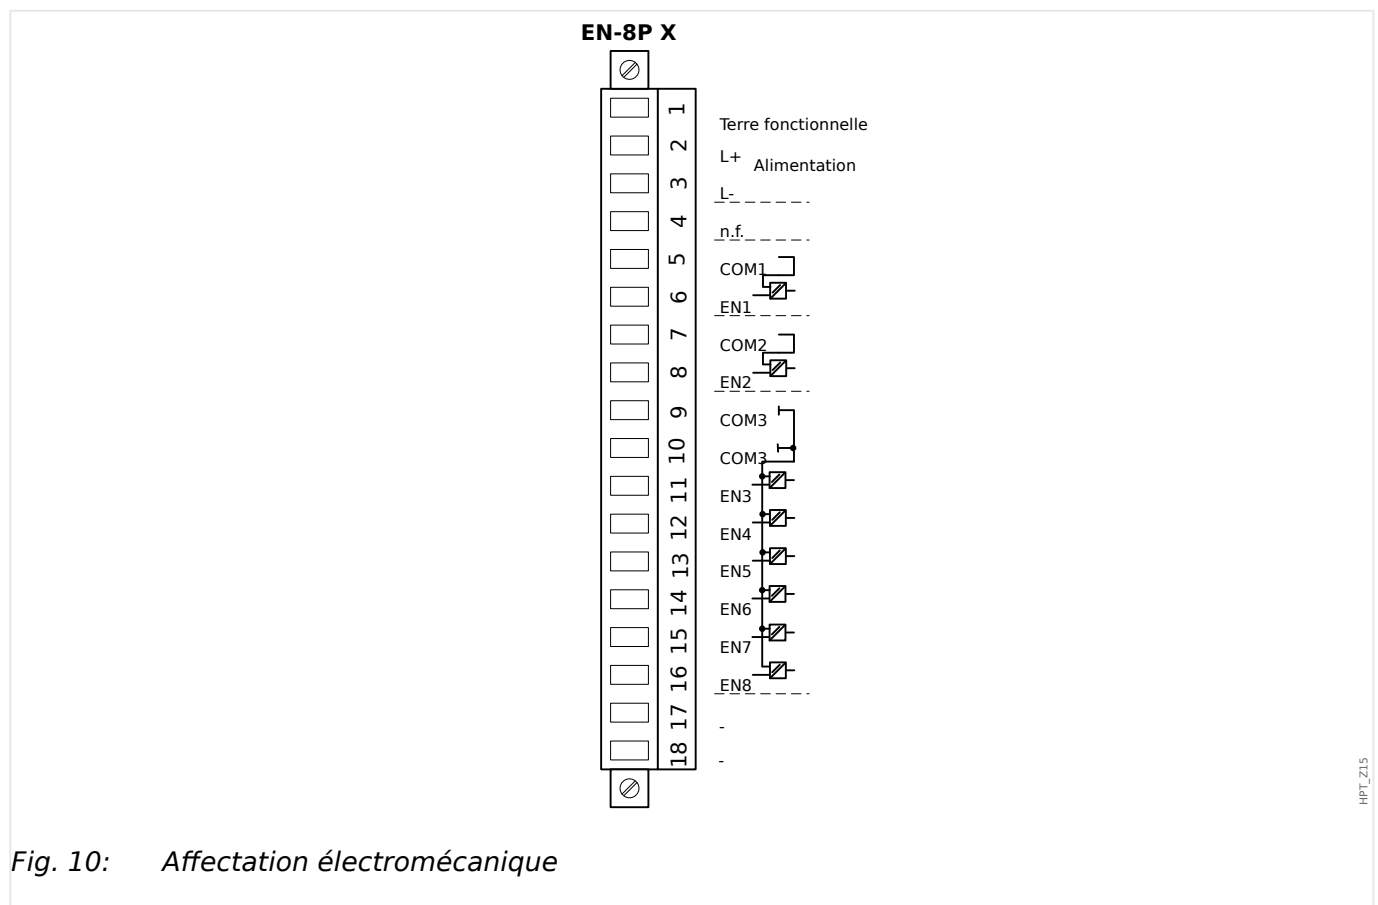 EN-8P X
1
Terre fonctionnelle
2
L+ Alimentation
3
L-
4
n.f.
5
COM1
6
EN1
7
COM2
8
EN2
9
COM3
10
COM3
11
EN3
12
EN4
13
EN5
14
EN6
15
EN7
16
EN8
17
-
18
-
HPT_Z15
Fig. 10: Affectation électromécanique